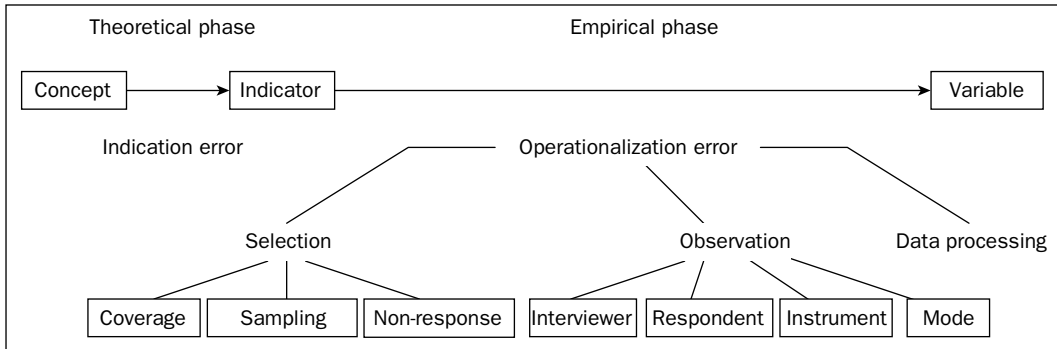 Theoretical phase
Empirical phase
Concept
Indicator
Variable
Indication error
Operationalization error
Selection
Observation
Data processing
Coverage
Sampling
Non-response
Interviewer
Respondent
Instrument
Mode